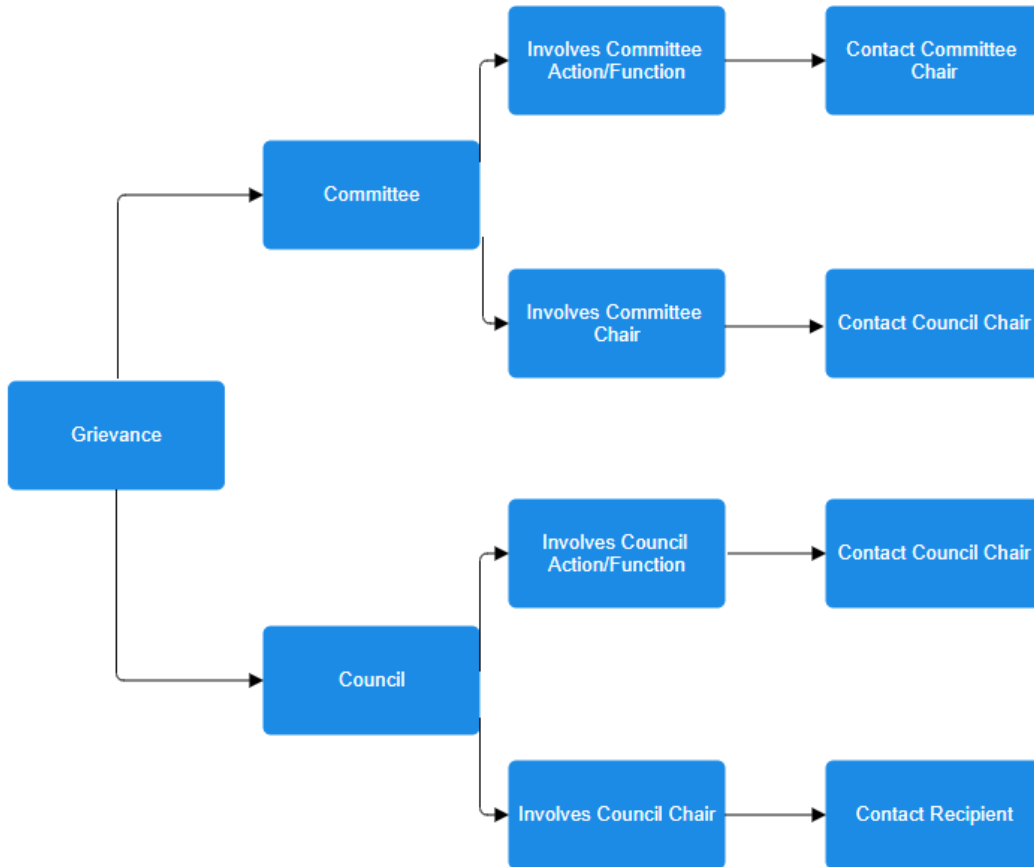 Involves Committee
Action/Function
Contact Committee
Chair
Committee
Involves Committee
Chair
Contact Council Chair
Grievance
Involves Council
Action/Function
Contact Council Chair
Council
Involves Council Chair
Contact Recipient